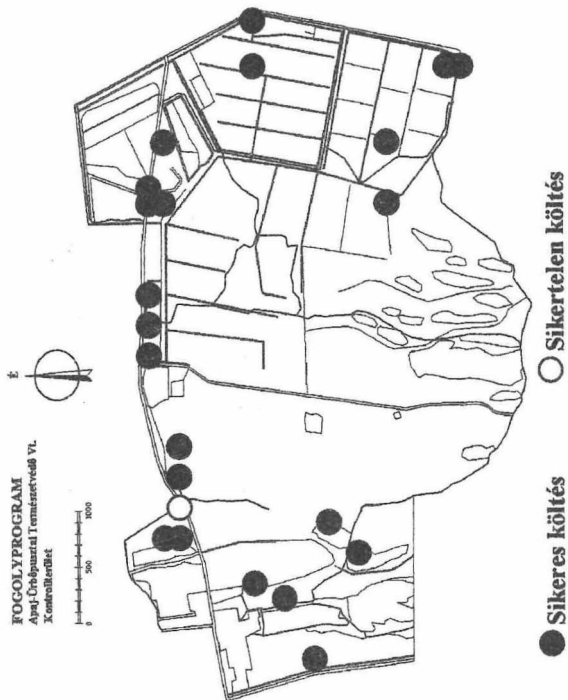 FOGOLYPROGRAM
Apaj-Ürbőpusztai Természetvédő Vt.
Kontrollterület
0 500 1000
É
Sikeres költés
Sikertelen költés